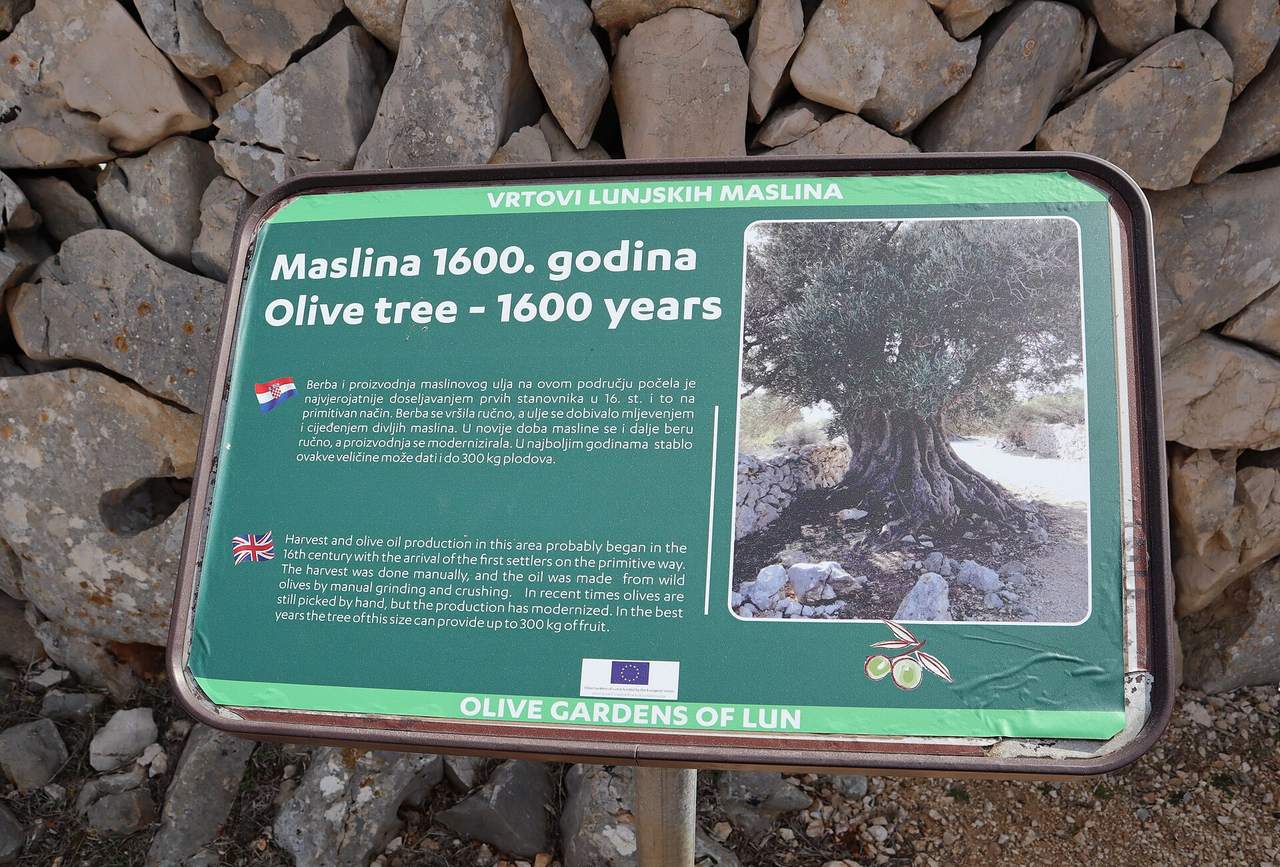 VRTOVI LUNJSKIH MASLINA
Maslina 1600. godina
Olive tree - 1600 years
Berba i proizvodnja maslinovog ulja na ovom području počela je
najvjerojatnije doseljavanjem prvih stanovnika u 16. st. i to na
primitivan način. Berba se vršila ručno, a ulje se dobivalo mljevenjem
i cijeđenjem divljih maslina. U novije doba masline se i dalje beru
ručno, a proizvodnja se modernizirala. U najboljim godinama stablo
ovakve veličine može dati i do 300 kg plodova.
Harvest and olive oil production in this area probably began in the
16th century with the arrival of the first settlers on the primitive way.
The harvest was done manually, and the oil was made from wild
olives by manual grinding and crushing. In recent times olives are
still picked by hand, but the production has modernized. In the best
years the tree of this size can provide up to 300 kg of fruit.
OLIVE GARDENS OF LUN